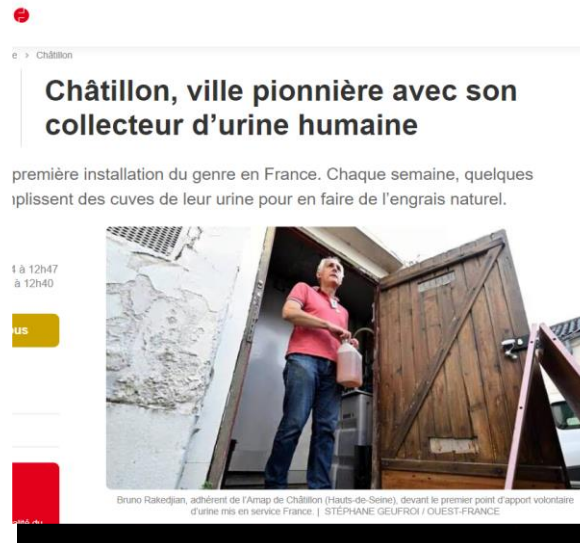 e > Châtillon
Châtillon, ville pionnière avec son
collecteur d'urine humaine
première installation du genre en France. Chaque semaine, quelques
plissent des cuves de leur urine pour en faire de l'engrais naturel.
à 12h47
à 12h40
Bruno Rakedjian, adhérent de l'Amap de Châtillon (Hauts-de-Seine), devant le premier point d'apport volontaire
d'urine mis en service France. | STÉPHANE GEUFROI / OUEST-FRANCE